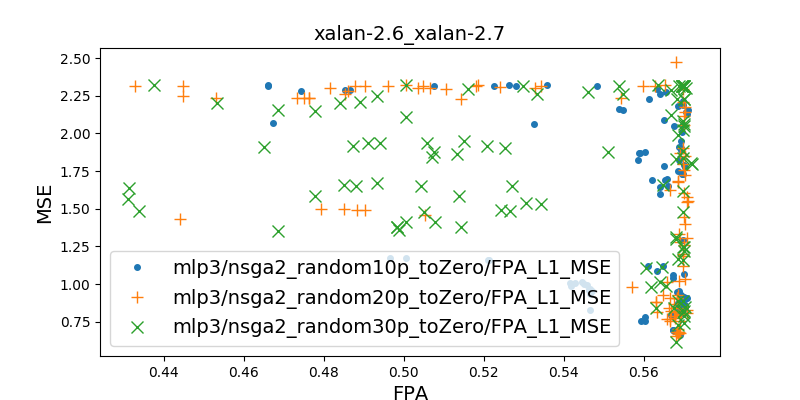 xalan-2.6_xalan-2.7
MSE
2.50
2.25
2.00
1.75
1.50
1.25
1.00
0.75
mlp3/nsga2_random10p_toZero/FPA_L1_MSE
mlp3/nsga2_random20p_toZero/FPA_L1_MSE
mlp3/nsga2_random30p_toZero/FPA_L1_MSE
0.44 0.46 0.48 0.50 0.52 0.54 0.56
FPA